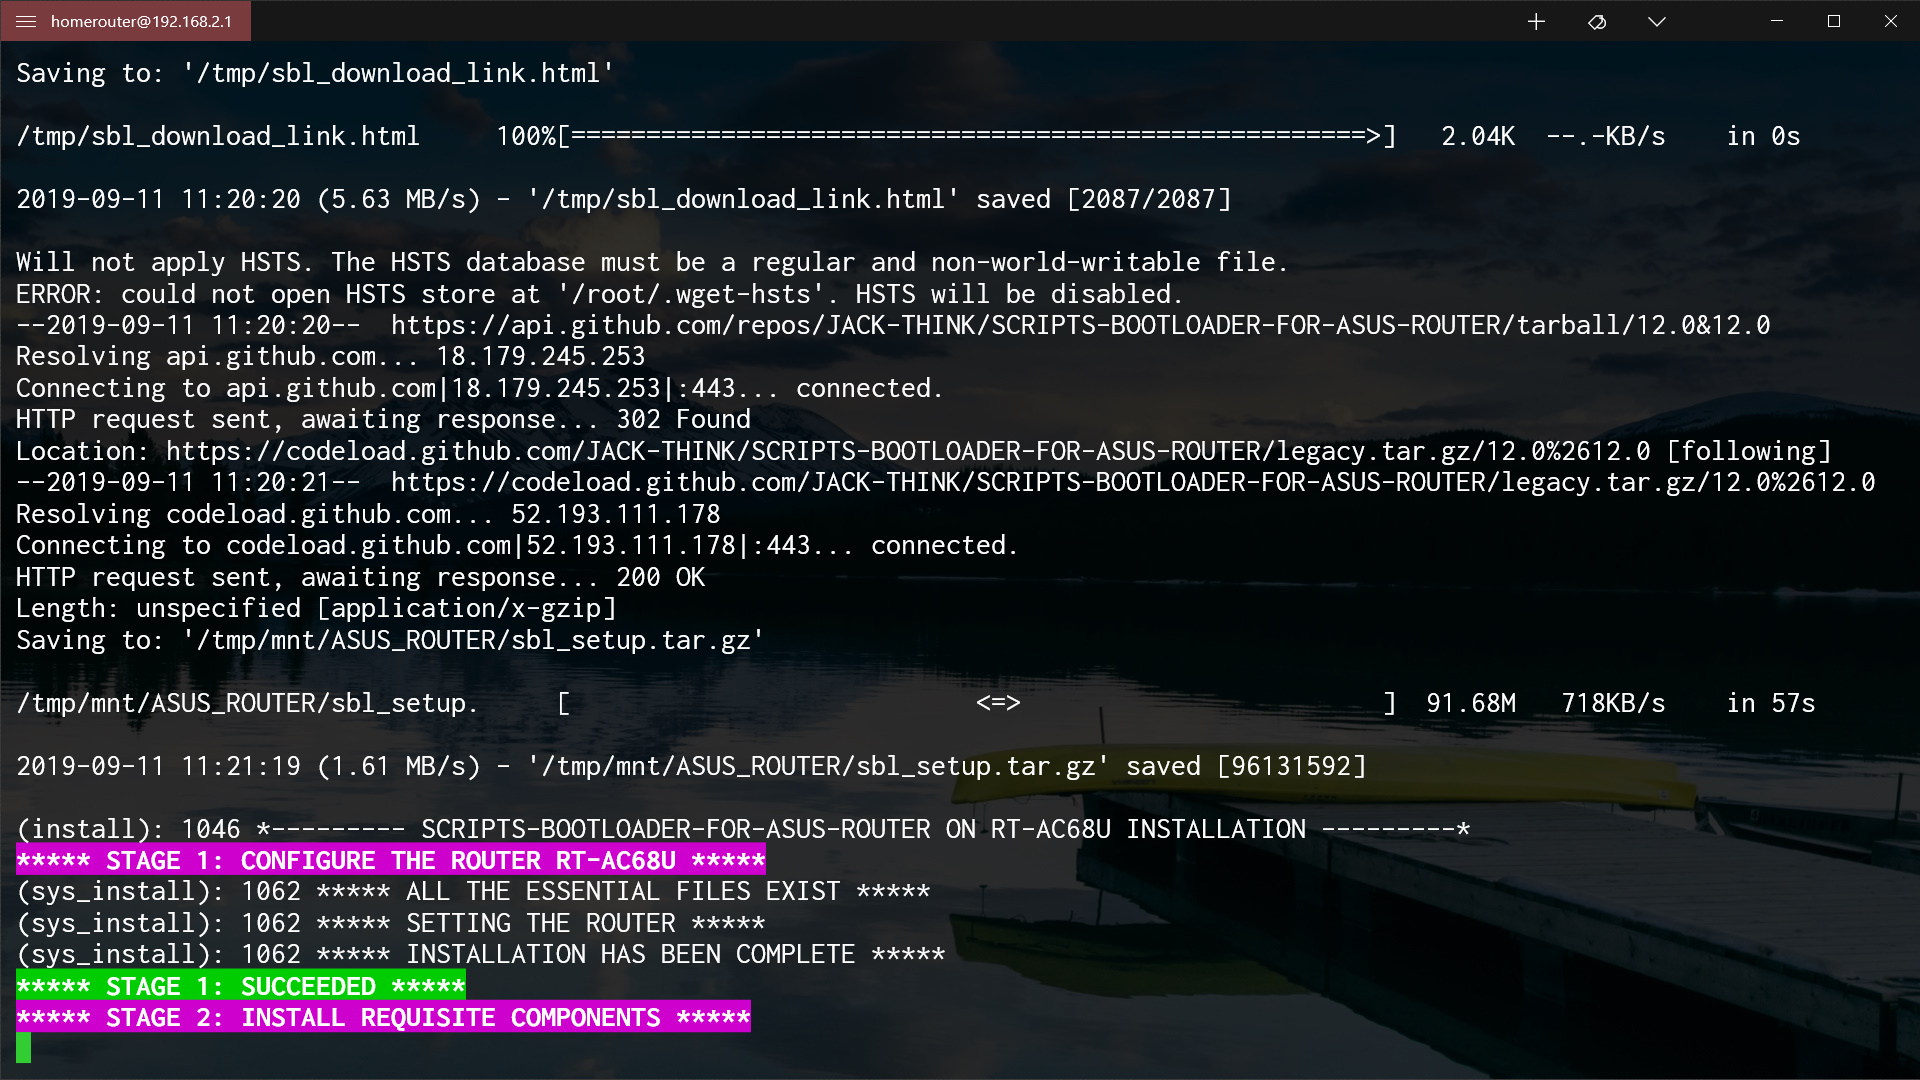 homerouter@192.168.2.1
Saving to: '/tmp/sbl_download_link.html'
/tmp/sbl_download_link.html 100%[=====================================================>] 2.04K --.-KB/s in 0s
2019-09-11 11:20:20 (5.63 MB/s) - '/tmp/sbl_download_link.html' saved [2087/2087]
Will not apply HSTS. The HSTS database must be a regular and non-world-writable file.
ERROR: could not open HSTS store at '/root/.wget-hsts'. HSTS will be disabled.
--2019-09-11 11:20:20-- https://api.github.com/repos/JACK-THINK/SCRIPTS-BOOTLOADER-FOR-ASUS-ROUTER/tarball/12.0&12.0
Resolving api.github.com... 18.179.245.253
Connecting to api.github.com|18.179.245.253|:443... connected.
HTTP request sent, awaiting response... 302 Found
Location: https://codeload.github.com/JACK-THINK/SCRIPTS-BOOTLOADER-FOR-ASUS-ROUTER/legacy.tar.gz/12.0%2612.0 [following]
--2019-09-11 11:20:21-- https://codeload.github.com/JACK-THINK/SCRIPTS-BOOTLOADER-FOR-ASUS-ROUTER/legacy.tar.gz/12.0%2612.0
Resolving codeload.github.com... 52.193.111.178
Connecting to codeload.github.com|52.193.111.178|:443... connected.
HTTP request sent, awaiting response... 200 OK
Length: unspecified [application/x-gzip]
Saving to: '/tmp/mnt/ASUS_ROUTER/sbl_setup.tar.gz'
/tmp/mnt/ASUS_ROUTER/sbl_setup. [ <=> ] 91.68M 718KB/s in 57s
2019-09-11 11:21:19 (1.61 MB/s) - '/tmp/mnt/ASUS_ROUTER/sbl_setup.tar.gz' saved [96131592]
(install): 1046 *--------- SCRIPTS-BOOTLOADER-FOR-ASUS-ROUTER ON RT-AC68U INSTALLATION ---------*
***** STAGE 1: CONFIGURE THE ROUTER RT-AC68U *****
(sys_install): 1062 ***** ALL THE ESSENTIAL FILES EXIST *****
(sys_install): 1062 ***** SETTING THE ROUTER *****
(sys_install): 1062 ***** INSTALLATION HAS BEEN COMPLETE *****
***** STAGE 1: SUCCEEDED *****
***** STAGE 2: INSTALL REQUISITE COMPONENTS *****